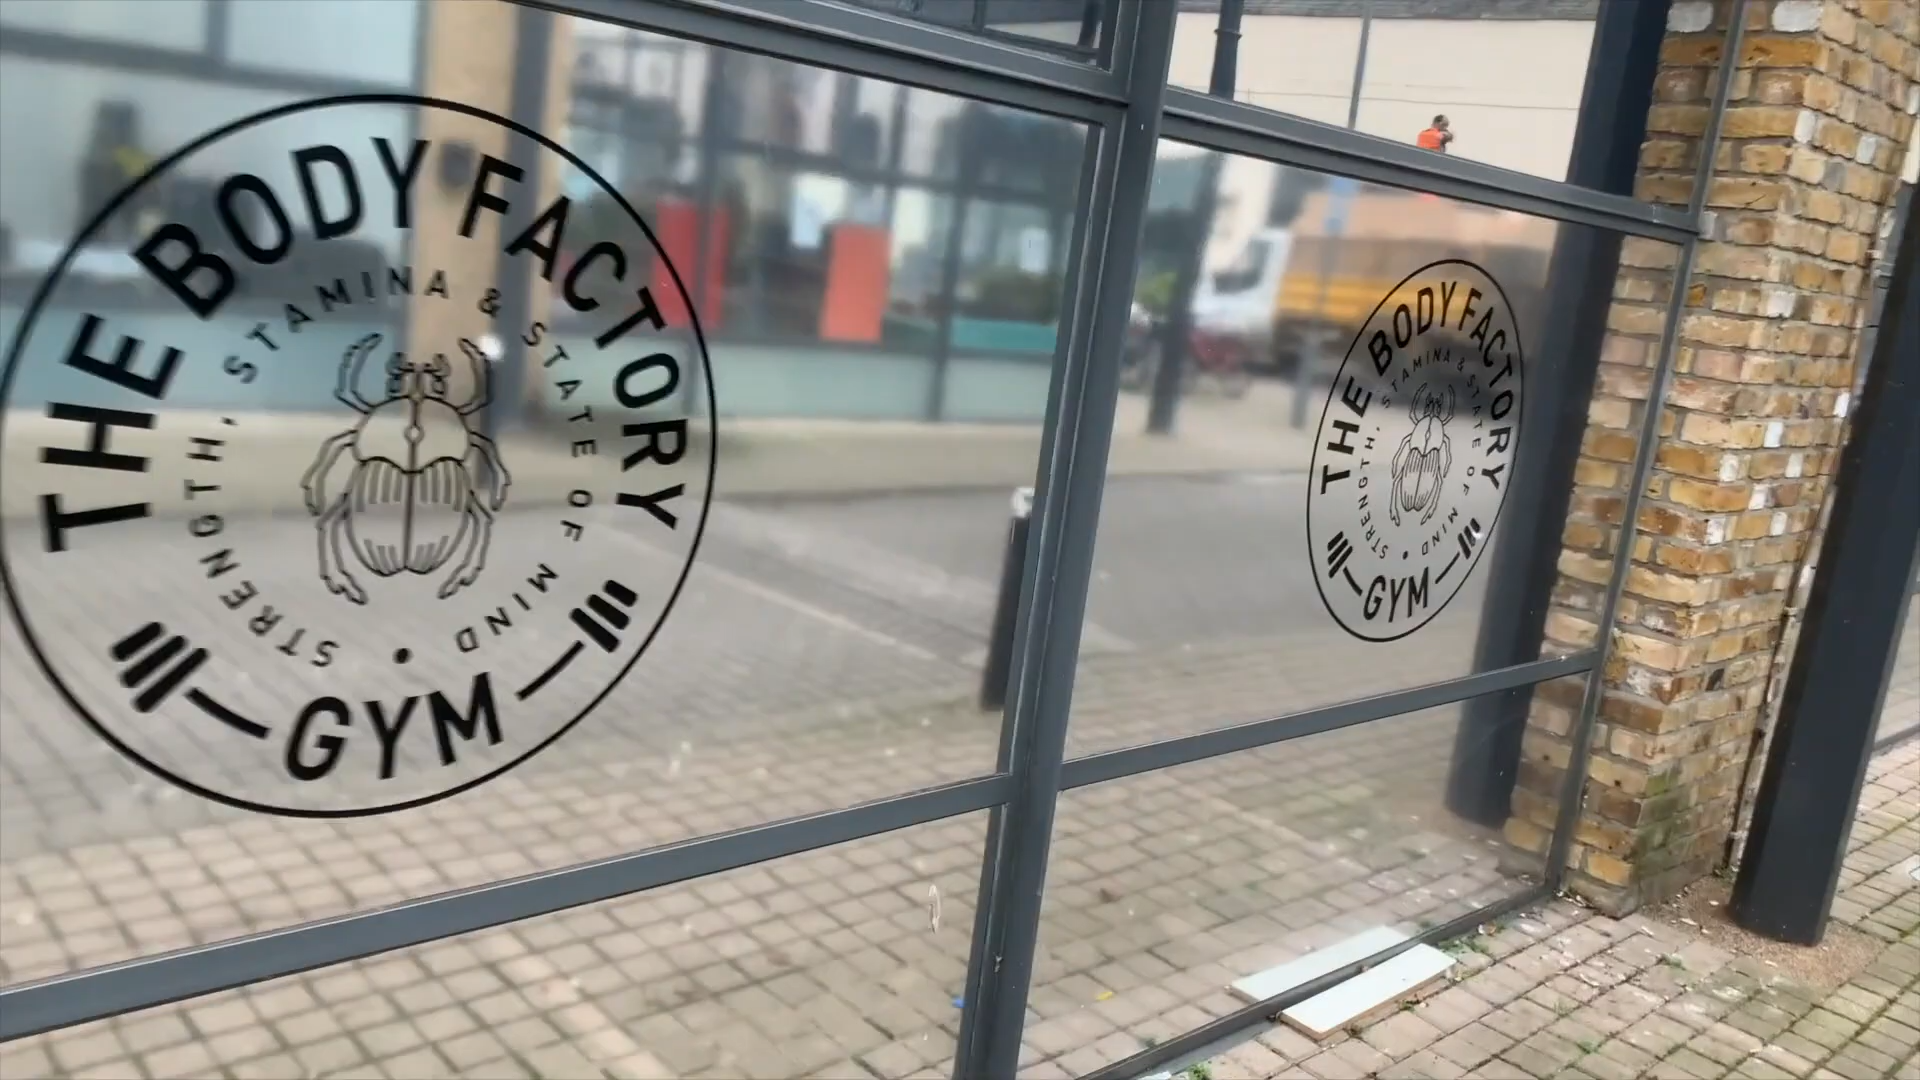 THE BODY FACTORY
STRENGTH, STAMINA & STATE OF MIND •
GYM
THE BODY FACTORY
STRENGTH, STAMINA & STATE OF MIND •
GYM